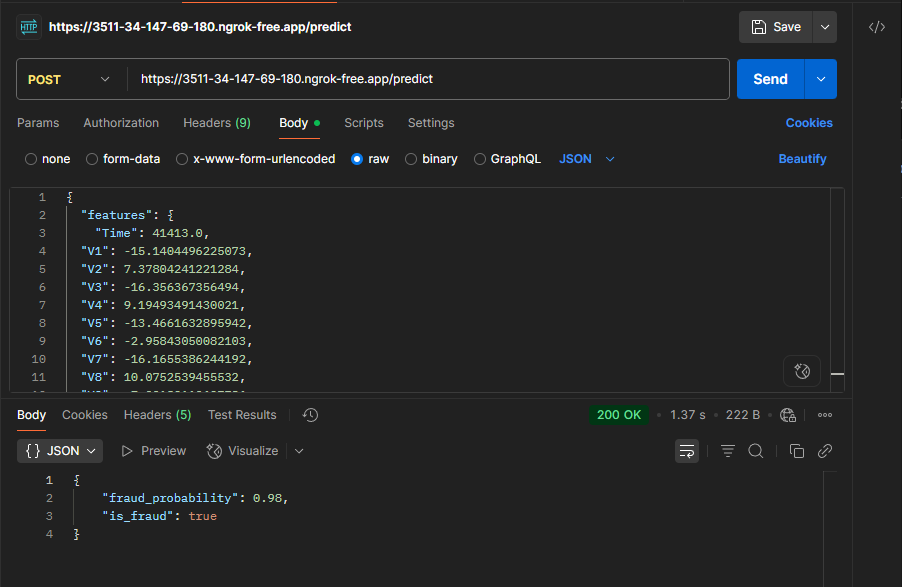 HTTP https://3511-34-147-69-180.ngrok-free.app/predict Save
POST https://3511-34-147-69-180.ngrok-free.app/predict Send
Params Authorization Headers (9) Body Scripts Settings Cookies
none form-data x-www-form-urlencoded raw binary GraphQL JSON Beautify
1 {
2 "features": {
3 "Time": 41413.0,
4 "V1": -15.1404496225073,
5 "V2": 7.37804241221284,
6 "V3": -16.356367356494,
7 "V4": 9.19493491430021,
8 "V5": -13.4661632895942,
9 "V6": -2.95843050082103,
10 "V7": -16.1655386244192,
11 "V8": 10.0752539455532,
Body Cookies Headers (5) Test Results 200 OK • 1.37 s • 222 B •
{} JSON Preview Visualize
1 {
2 "fraud_probability": 0.98,
3 "is_fraud": true
4 }